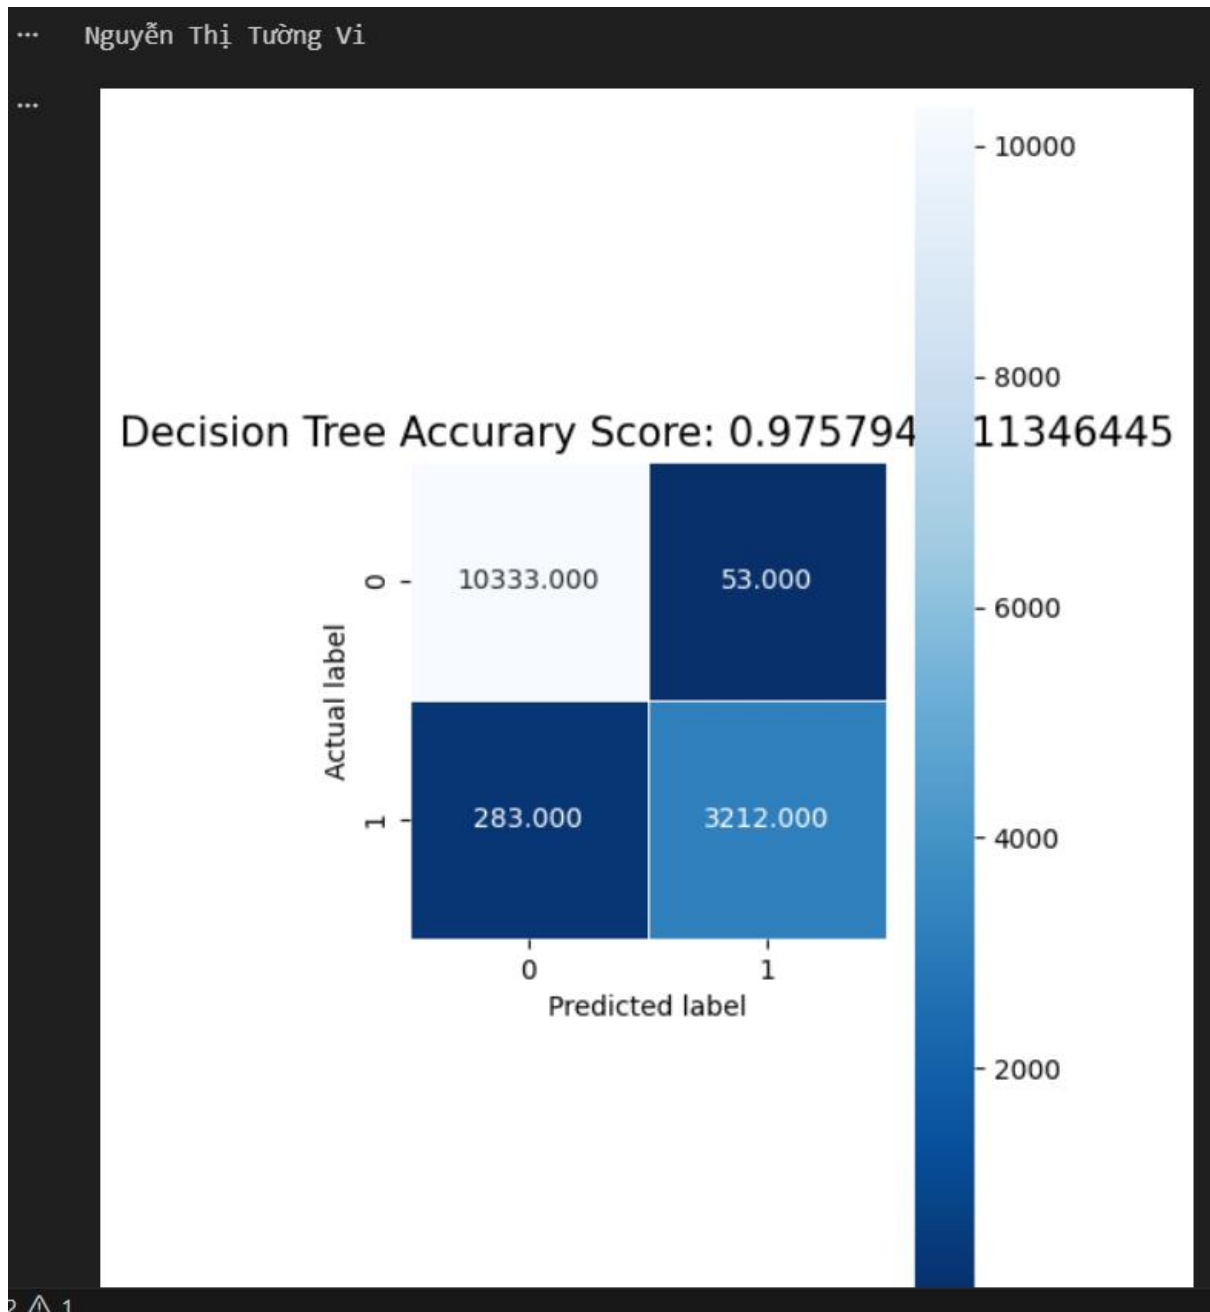 Nguyễn Thị Tường Vi
10000
8000
Decision Tree Accurary Score: 0.975794 11346445
10333.000 53.000
0
6000
Actual label
283.000 3212.000
1
4000
0 1
Predicted label
2000
1